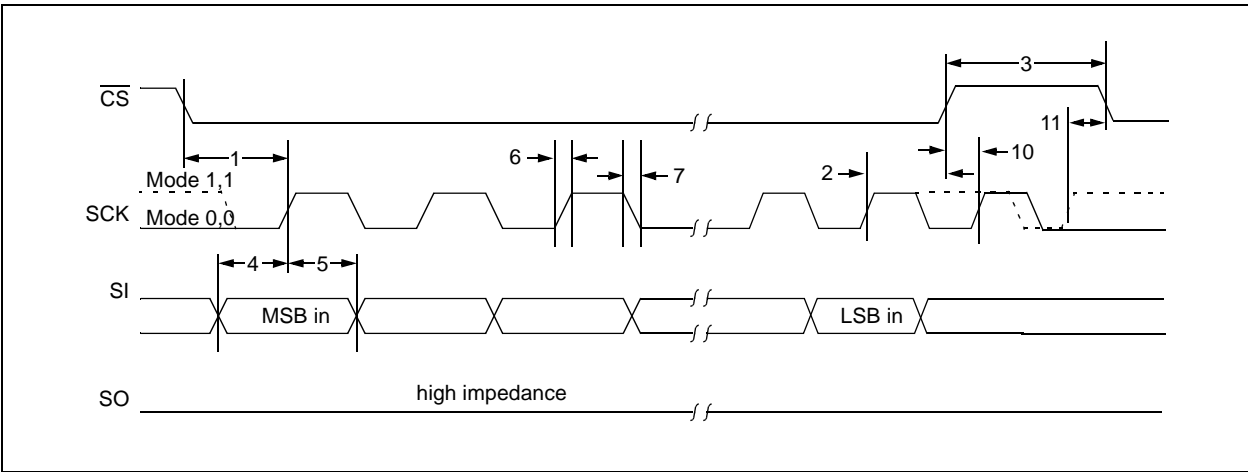 3
CS
11
1
6
7
2
10
Mode 1,1
SCK
Mode 0,0
4
5
SI
MSB in
LSB in
SO
high impedance